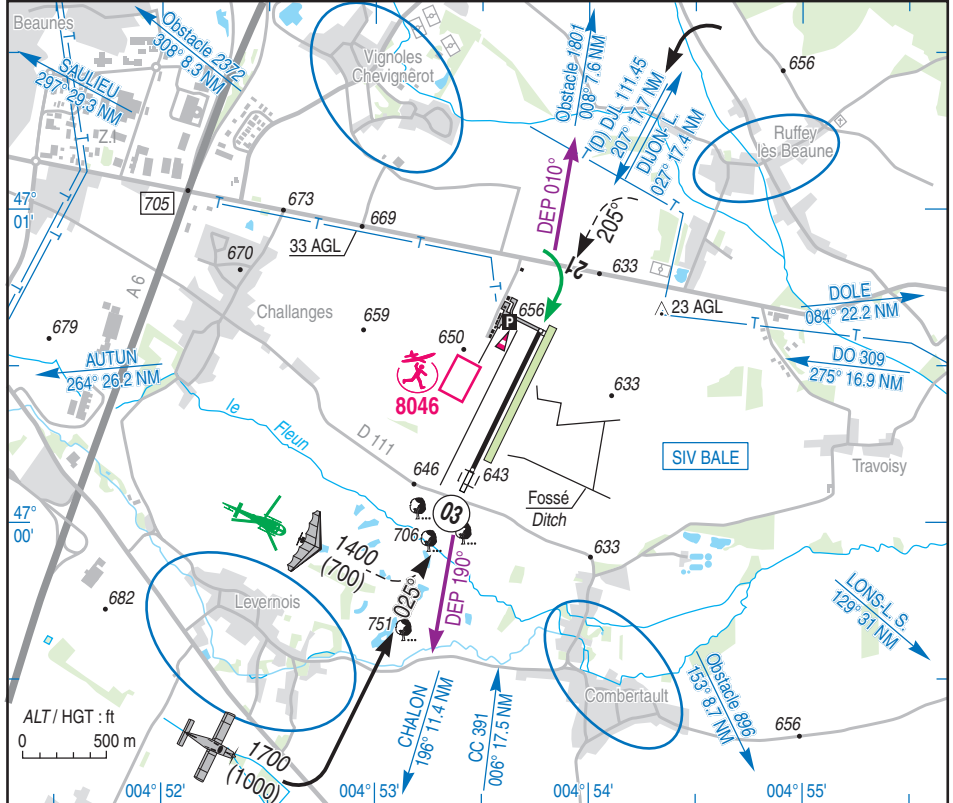 Beaunes
Obstacle 2372
308° 8.3 NM
SAULIEU
297° 29.3 NM
Z.I
Vignoles
Chevignerot
Obstacle 1801
008° 7.6 NM
(D) DJL 111.45
207° 17.7 NM
DIJON- L.
027° 17.4 NM
656
Ruffey
lès Beaune
47°
01'
705
673
669
33 AGL
DEP 010°
205°
21
633
670
A 6
Challanges
659
679
650
656
P
23 AGL
DOLE
084° 22.2 NM
DO 309
275° 16.9 NM
AUTUN
264° 26.2 NM
8046
633
le
Fleun
D 111
SIV BALE
Travoisy
646
643
Fossé
Ditch
03
47°
00'
706
633
1400
(700)
025°
DEP 190°
682
Levernois
751
LONS-L. S.
129° 31 NM
Combertault
Obstacle 896
153° 8.7 NM
656
ALT / HGT : ft
0 500 m
1700
(1000)
CHALON
196° 11.4 NM
CC 391
006° 17.5 NM
004° 52'
004° 53'
004° 54'
004° 55'